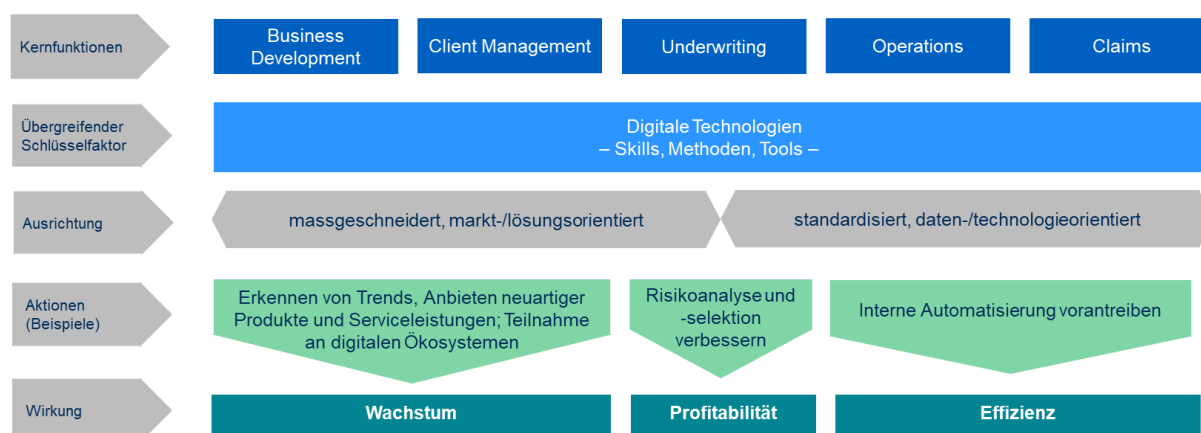 Kernfunktionen
Business
Development
Client Management
Underwriting
Operations
Claims
Übergreifender
Schlüsselfaktor
Digitale Technologien
– Skills, Methoden, Tools –
Ausrichtung
massgeschneidert, markt-/lösungsorientiert
standardisiert, daten-/technologieorientiert
Aktionen
(Beispiele)
Erkennen von Trends, Anbieten neuartiger
Produkte und Serviceleistungen; Teilnahme
an digitalen Ökosystemen
Risikoanalyse und
-selektion
verbessern
Interne Automatisierung vorantreiben
Wirkung
Wachstum
Profitabilität
Effizienz